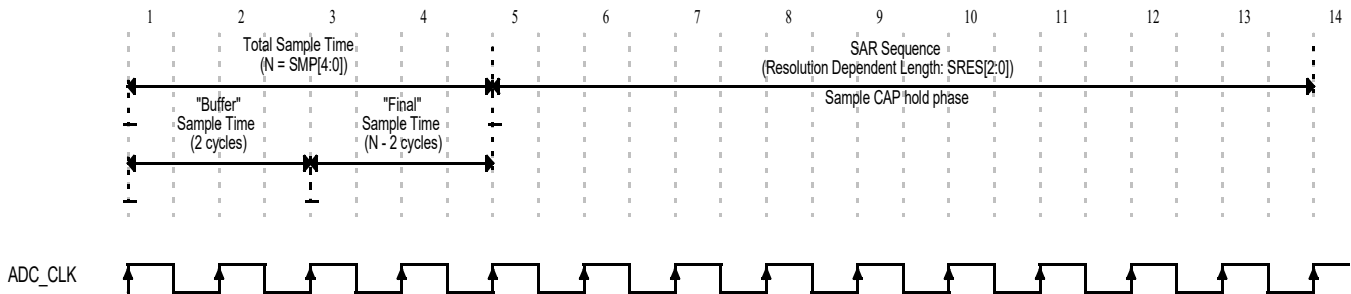 1 2 3 4 5 6 7 8 9 10 11 12 13 14
Total Sample Time
(N = SMP[4:0])
SAR Sequence
(Resolution Dependent Length: SRES[2:0])
Sample CAP hold phase
"Buffer"
Sample Time
(2 cycles)
"Final"
Sample Time
(N - 2 cycles)
ADC_CLK